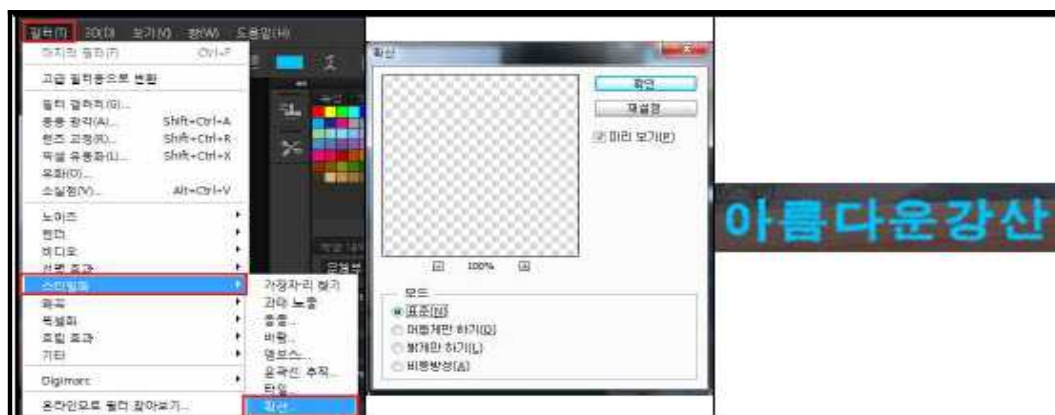 필터(T) 3D(D) 보기(V) 창(W) 도움말(H)
마지막 필터(F) Ctrl+F
고급 필터용으로 변환
필터 갤러리(G)...
응용 광각(A)... Shift+Ctrl+A
렌즈 교정(R)... Shift+Ctrl+R
픽셀 유동화(L)... Shift+Ctrl+X
유화(O)...
소실점(V)... Alt+Ctrl+V
노이즈
렌더
비디오
선명 효과
스타일화
왜곡
픽셀화
흐림 효과
기타
Digimarc
온라인으로 필터 찾아보기...
가장자리 찾기
과대 노출
돌출...
바람...
엠보스...
윤곽선 추적...
타일...
확산...
확산
확인
재설정
미리 보기(P)
100%
모드
표준(N)
어둡게만 하기(D)
밝게만 하기(L)
비등방성(A)
아름다운강산